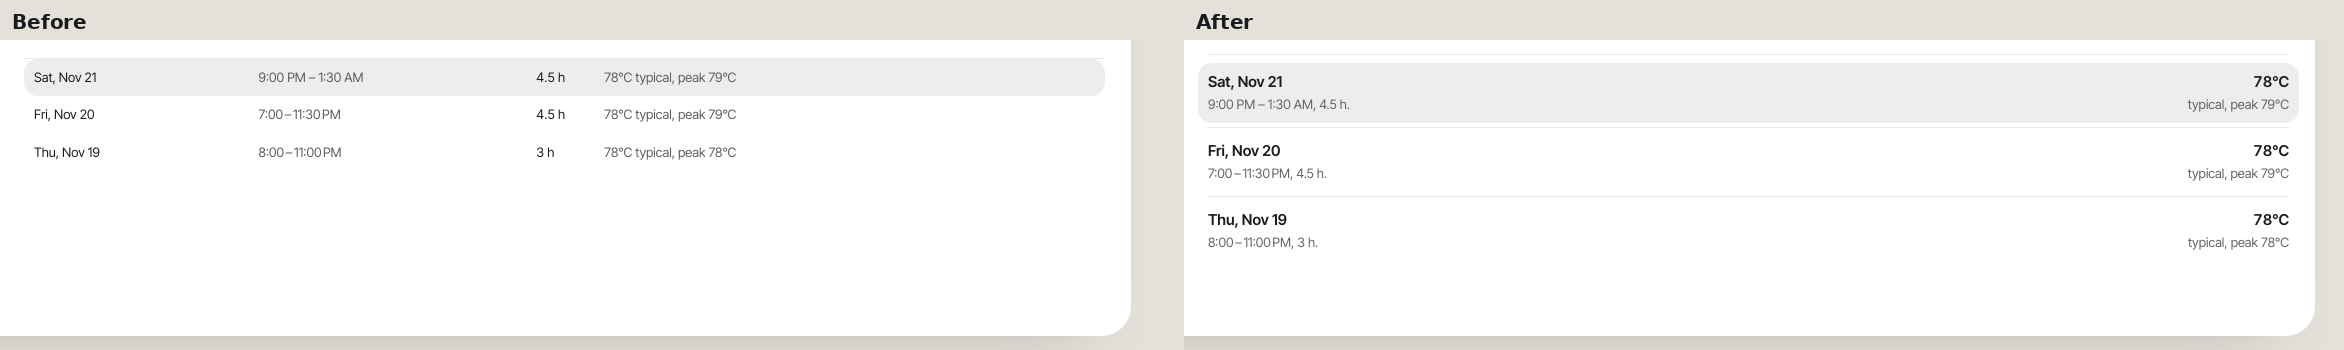 Before
Sat, Nov 21 9:00 PM – 1:30 AM 4.5 h 78°C typical, peak 79°C
Fri, Nov 20 7:00 – 11:30 PM 4.5 h 78°C typical, peak 79°C
Thu, Nov 19 8:00 – 11:00 PM 3 h 78°C typical, peak 78°C
After
Sat, Nov 21 78°C
9:00 PM – 1:30 AM, 4.5 h. typical, peak 79°C
Fri, Nov 20 78°C
7:00 – 11:30 PM, 4.5 h. typical, peak 79°C
Thu, Nov 19 78°C
8:00 – 11:00 PM, 3 h. typical, peak 78°C